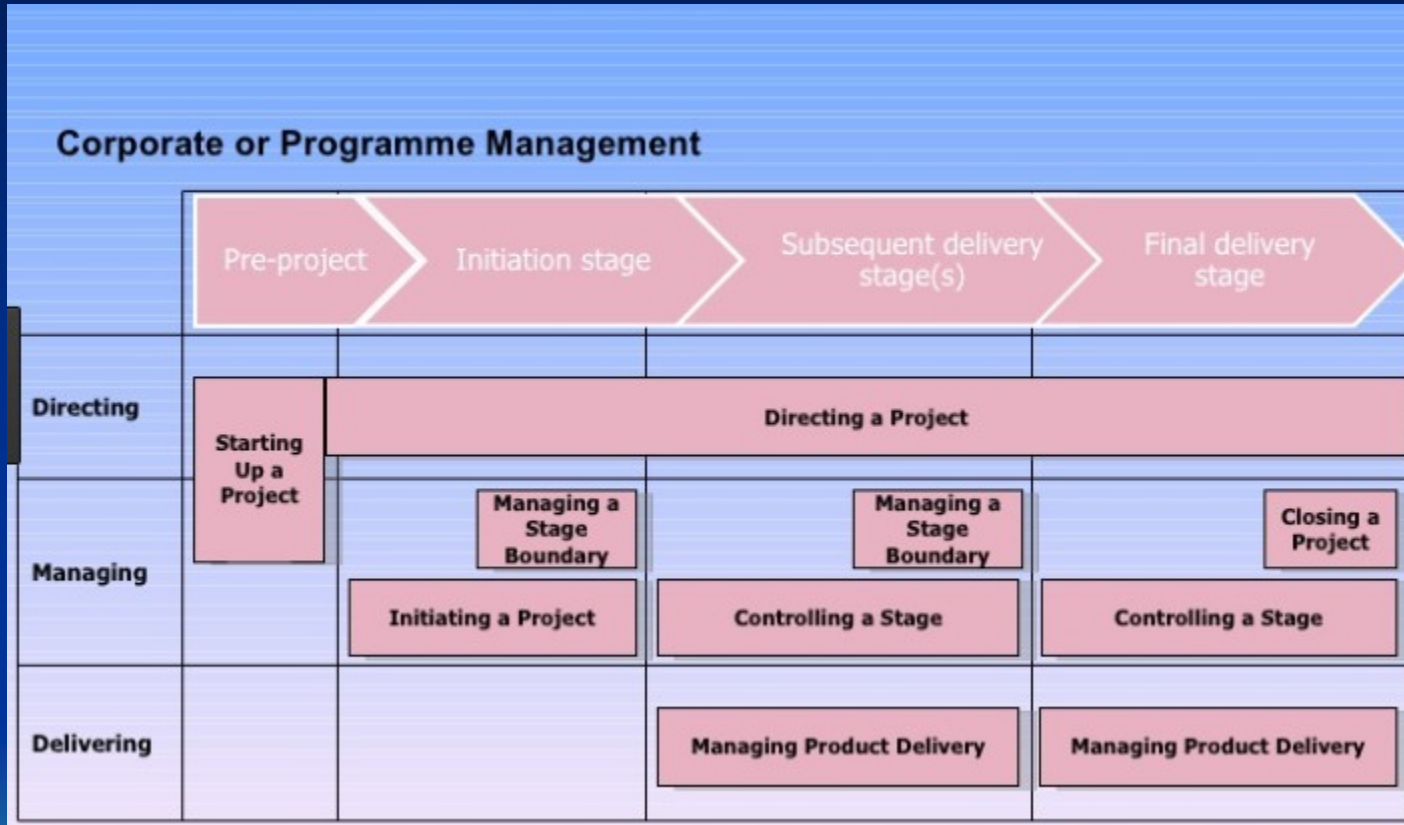 Corporate or Programme Management
Pre-project
Initiation stage
Subsequent delivery
stage(s)
Final delivery
stage
Directing
Starting
Up a
Project
Directing a Project
Managing
Managing a
Stage
Boundary
Managing a
Stage
Boundary
Closing a
Project
Initiating a Project
Controlling a Stage
Controlling a Stage
Delivering
Managing Product Delivery
Managing Product Delivery